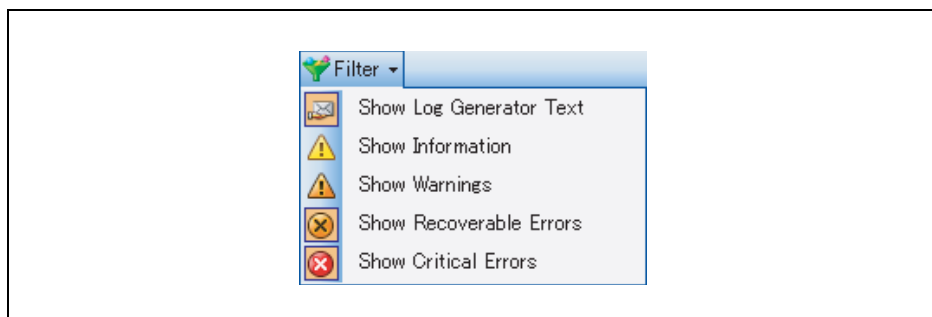 Filter
Show Log Generator Text
Show Information
Show Warnings
Show Recoverable Errors
Show Critical Errors